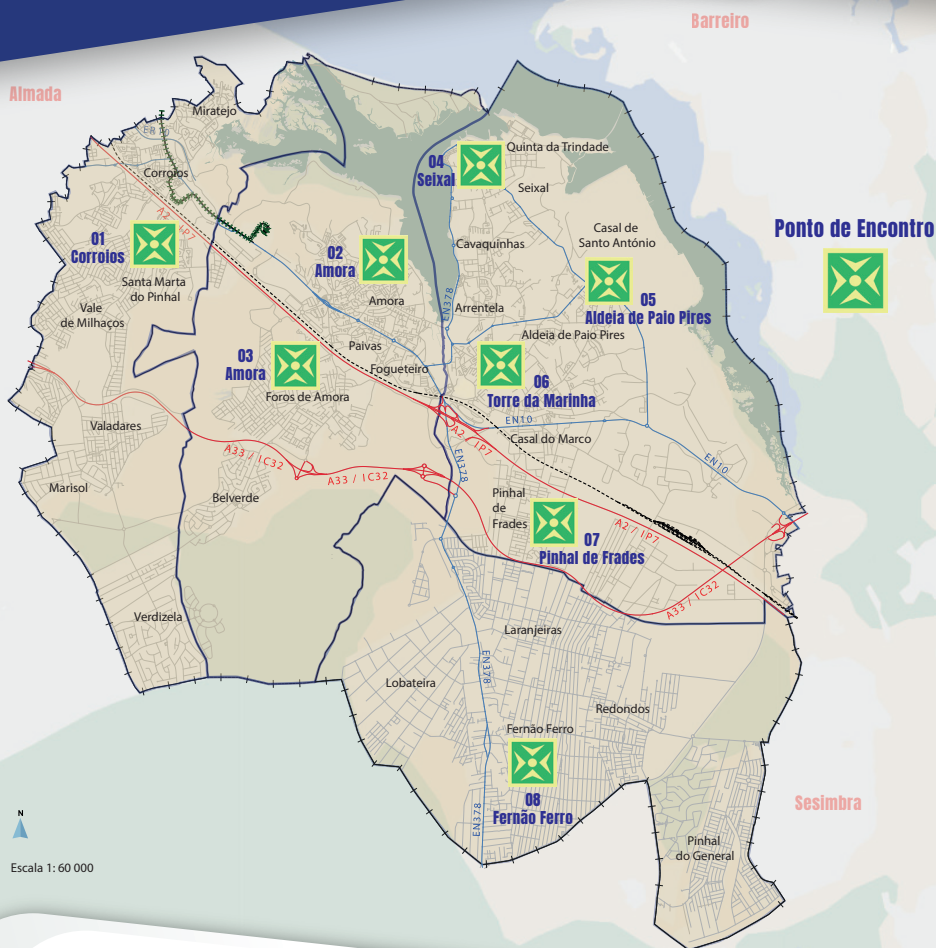 Barreiro
Almada
Miratejo
ER 10
Corroios
A2 / IP7
01
Corroios
Santa Marta
do Pinhal
Vale
de Milhaços
04
Seixal
Quinta da Trindade
Seixal
Casal de
Santo António
Cavaquinhas
02
Amora
Amora
EN378
Arrentela
05
Aldeia de Paio Pires
Aldeia de Paio Pires
Ponto de Encontro
Paivas
Fogueteiro
03
Amora
Foros de Amora
06
Torre da Marinha
EN10
A2 / IP7
Casal do Marco
EN10
Valadares
A33 / IC32
A33 / IC32
EN378
Marisol
Belverde
Pinhal
de
Frades
A2 / IP7
07
Pinhal de Frades
A33 / IC32
Verdizela
Laranjeiras
EN378
Lobateira
Redondos
Fernão Ferro
08
Fernão Ferro
EN378
Sesimbra
Pinhal
do General
N
Escala 1: 60 000